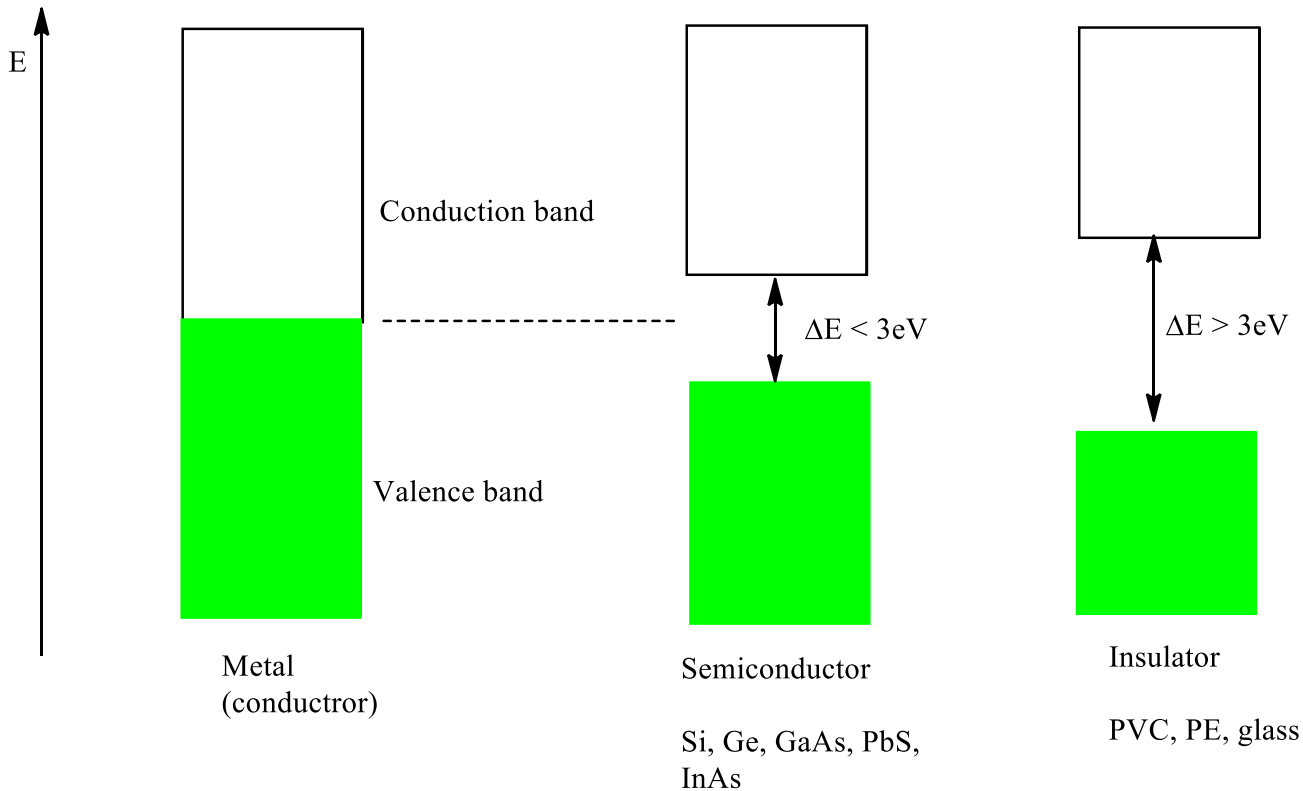 E
Conduction band
ΔE < 3eV
ΔE > 3eV
Valence band
Metal
(conductror)
Semiconductor
Si, Ge, GaAs, PbS,
InAs
Insulator
PVC, PE, glass